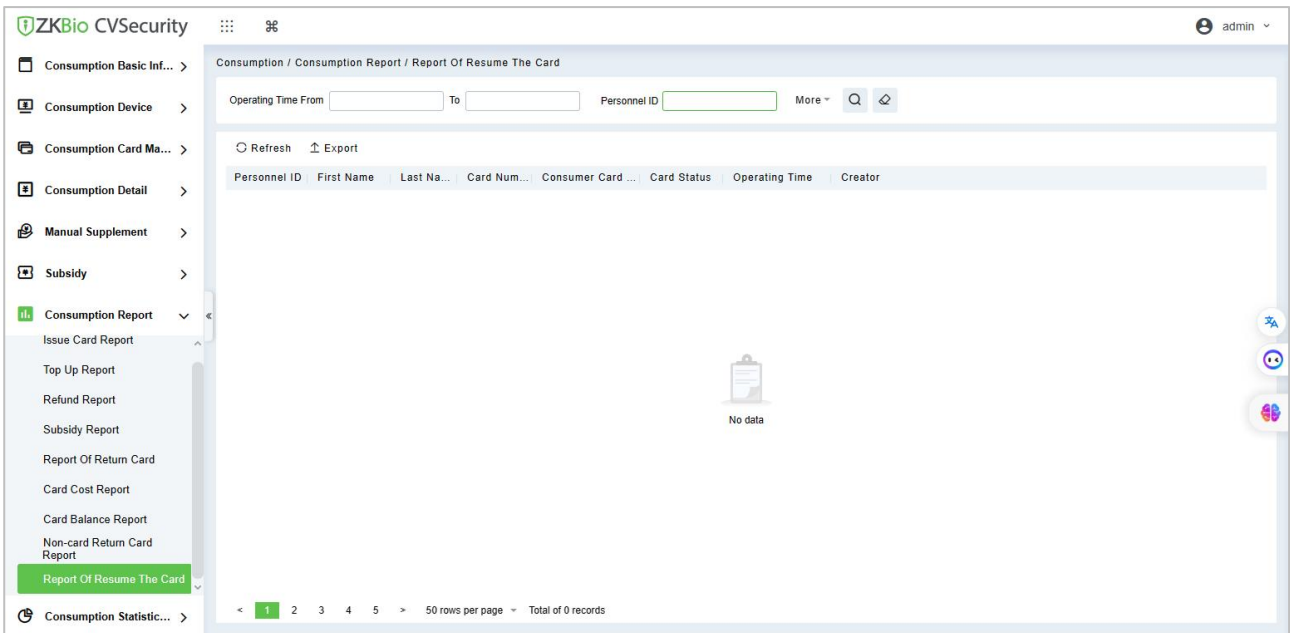 ZKBio CVSecurity
admin
Consumption Basic Inf...
Consumption Device
Consumption Card Ma...
Consumption Detail
Manual Supplement
Subsidy
Consumption Report
Issue Card Report
Top Up Report
Refund Report
Subsidy Report
Report Of Return Card
Card Cost Report
Card Balance Report
Non-card Return Card
Report
Report Of Resume The Card
Consumption Statistic...
Consumption / Consumption Report / Report Of Resume The Card
Operating Time From To Personnel ID More
Refresh Export
Personnel ID First Name Last Na... Card Num... Consumer Card ... Card Status Operating Time Creator
No data
< 1 2 3 4 5 > 50 rows per page Total of 0 records